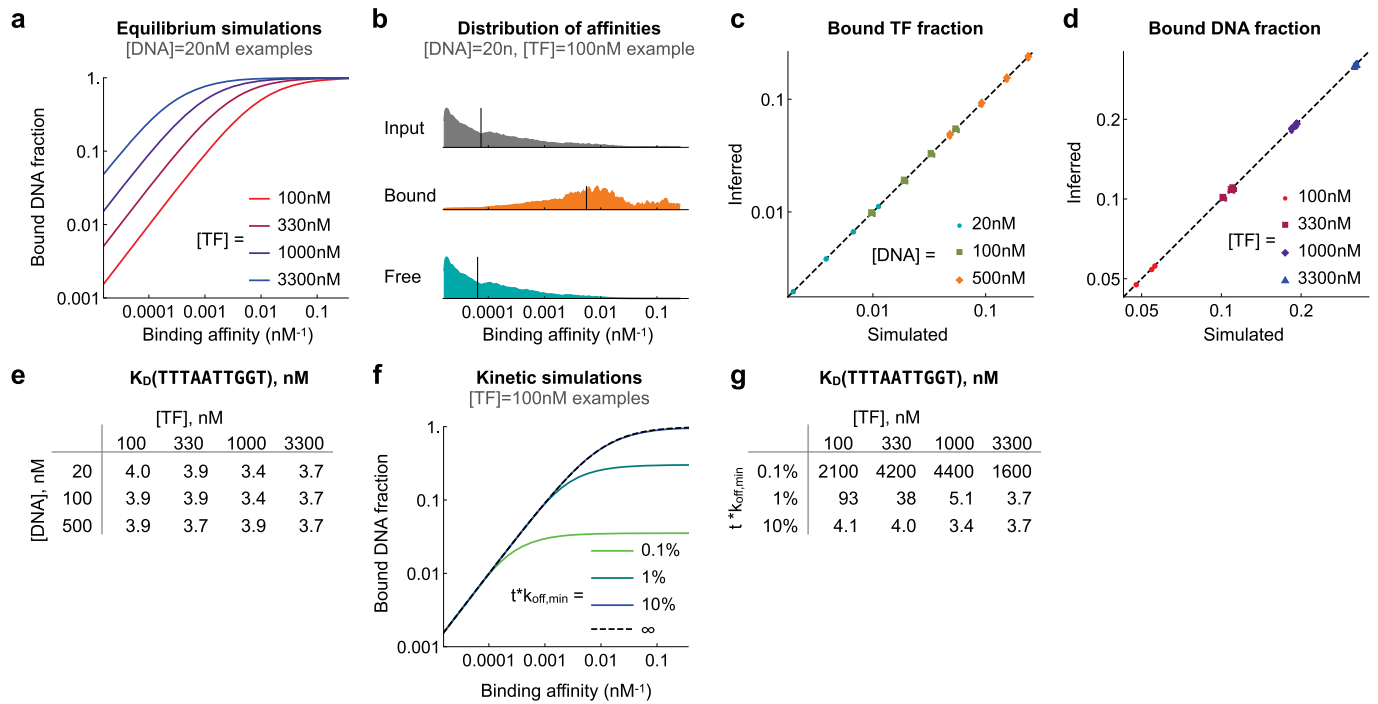 a
Equilibrium simulations
[DNA]=20nM examples
Bound DNA fraction
1.
0.1
0.01
0.001
0.0001
0.001
0.01
0.1
Binding affinity (nM-1)
[TF] =
100nM
330nM
1000nM
3300nM
b
Distribution of affinities
[DNA]=20n, [TF]=100nM example
Input
Bound
Free
0.0001
0.001
0.01
0.1
Binding affinity (nM-1)
c
Bound TF fraction
Inferred
0.1
0.01
0.01
0.1
Simulated
[DNA] =
20nM
100nM
500nM
d
Bound DNA fraction
Inferred
0.2
0.1
0.05
0.05
0.1
0.2
Simulated
[TF] =
100nM
330nM
1000nM
3300nM
e
KD(TTTAATTGGT), nM
[TF], nM
100 330 1000 3300
[DNA], nM
20 4.0 3.9 3.4 3.7
100 3.9 3.9 3.4 3.7
500 3.9 3.7 3.9 3.7
f
Kinetic simulations
[TF]=100nM examples
Bound DNA fraction
1.
0.1
0.01
0.001
0.0001
0.001
0.01
0.1
Binding affinity (nM-1)
t*koff,min =
0.1%
1%
10%
∞
g
KD(TTTAATTGGT), nM
[TF], nM
100 330 1000 3300
t *koff,min
0.1% 2100 4200 4400 1600
1% 93 38 5.1 3.7
10% 4.1 4.0 3.4 3.7